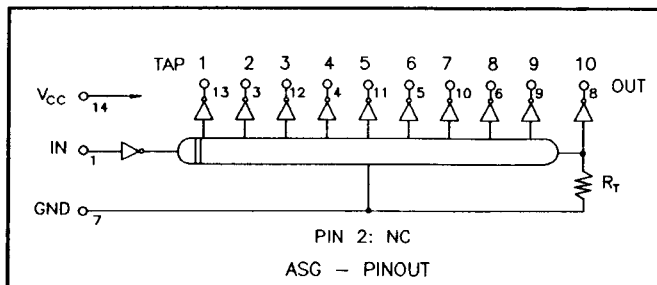 TAP 1 2 3 4 5 6 7 8 9 10
13 3 12 4 11 5 10 6 9 8 OUT
VCC 14
IN 1
RT
GND 7
PIN 2: NC
ASG – PINOUT